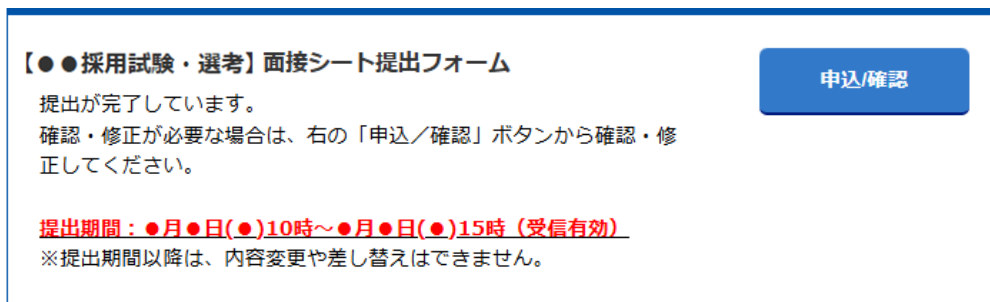 【●●採用試験・選考】面接シート提出フォーム
申込/確認
提出が完了しています。
確認・修正が必要な場合は、右の「申込／確認」ボタンから確認・修
正してください。
提出期間：●月●日(●)10時～●月●日(●)15時（受信有効）
※提出期間以降は、内容変更や差し替えはできません。